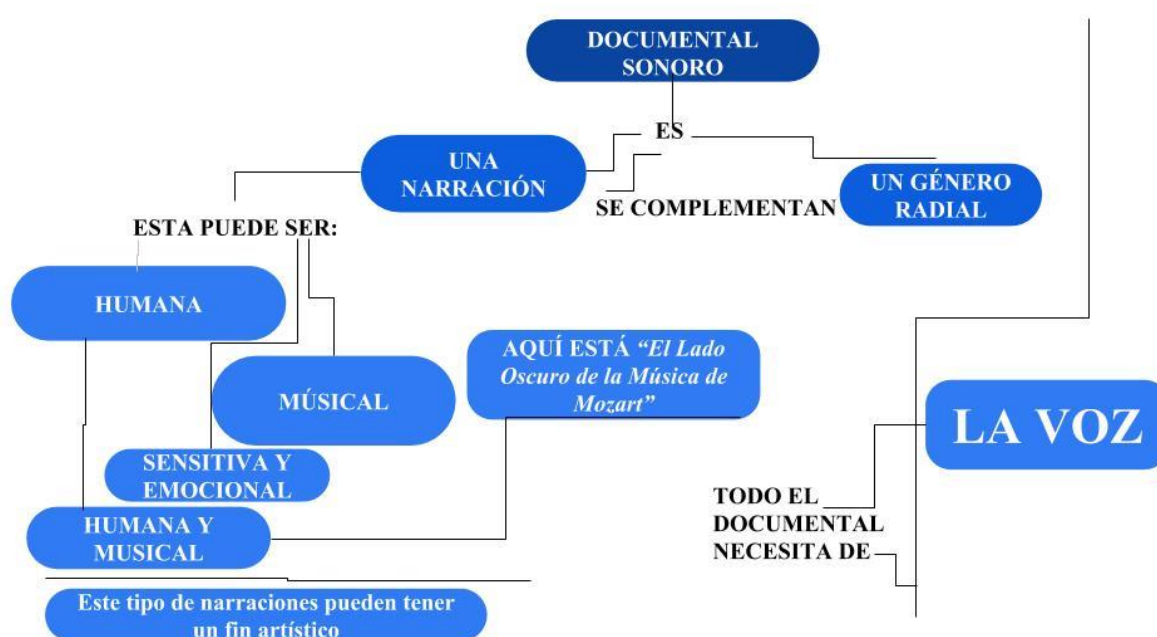 DOCUMENTAL
SONORO
ES
UNA
NARRACIÓN
UN GÉNERO
RADIAL
SE COMPLEMENTAN
ESTA PUEDE SER:
HUMANA
MÚSICAL
AQUÍ ESTÁ “El Lado
Oscuro de la Música de
Mozart”
SENSITIVA Y
EMOCIONAL
HUMANA Y
MUSICAL
Este tipo de narraciones pueden tener
un fin artístico
LA VOZ
TODO EL
DOCUMENTAL
NECESITA DE